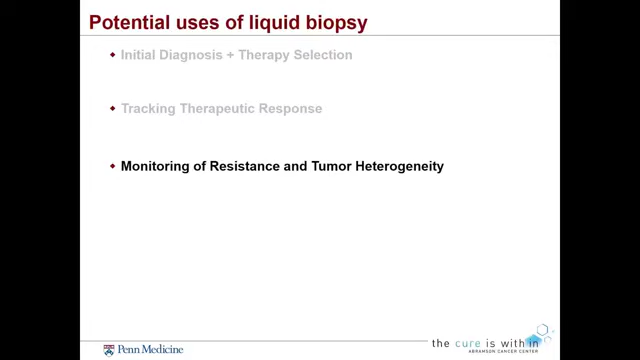 Potential uses of liquid biopsy
Initial Diagnosis + Therapy Selection
Tracking Therapeutic Response
Monitoring of Resistance and Tumor Heterogeneity
Penn Medicine
the cure is within
ABRAMSON CANCER CENTER